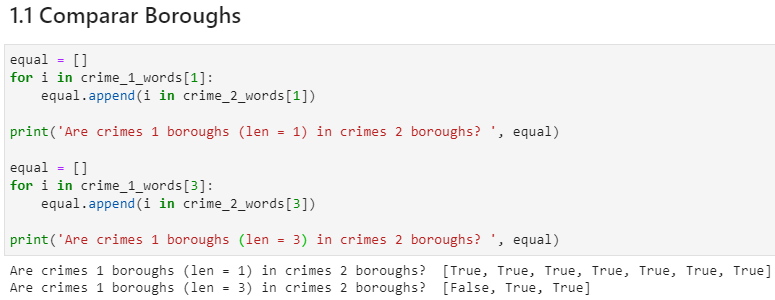 1.1 Comparar Boroughs
equal = []
for i in crime_1_words[1]:
    equal.append(i in crime_2_words[1])
print('Are crimes 1 boroughs (len = 1) in crimes 2 boroughs? ', equal)
equal = []
for i in crime_1_words[3]:
    equal.append(i in crime_2_words[3])
print('Are crimes 1 boroughs (len = 3) in crimes 2 boroughs? ', equal)
Are crimes 1 boroughs (len = 1) in crimes 2 boroughs?  [True, True, True, True, True, True, True]
Are crimes 1 boroughs (len = 3) in crimes 2 boroughs?  [False, True, True]